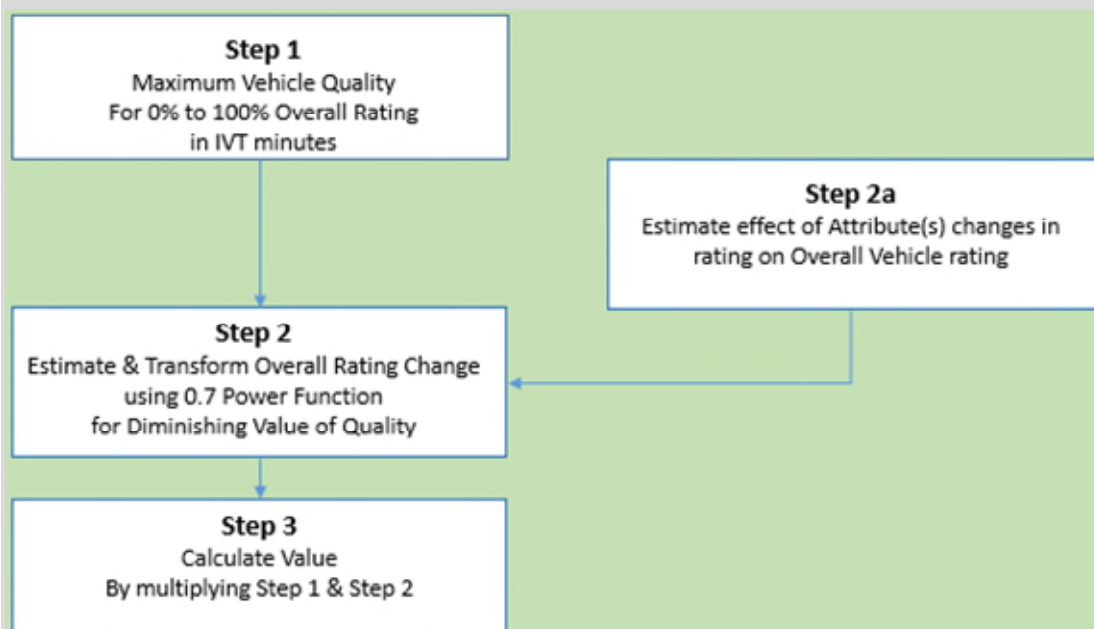 Step 1
Maximum Vehicle Quality
For 0% to 100% Overall Rating
in IVT minutes
Step 2a
Estimate effect of Attribute(s) changes in
rating on Overall Vehicle rating
Step 2
Estimate & Transform Overall Rating Change
using 0.7 Power Function
for Diminishing Value of Quality
Step 3
Calculate Value
By multiplying Step 1 & Step 2